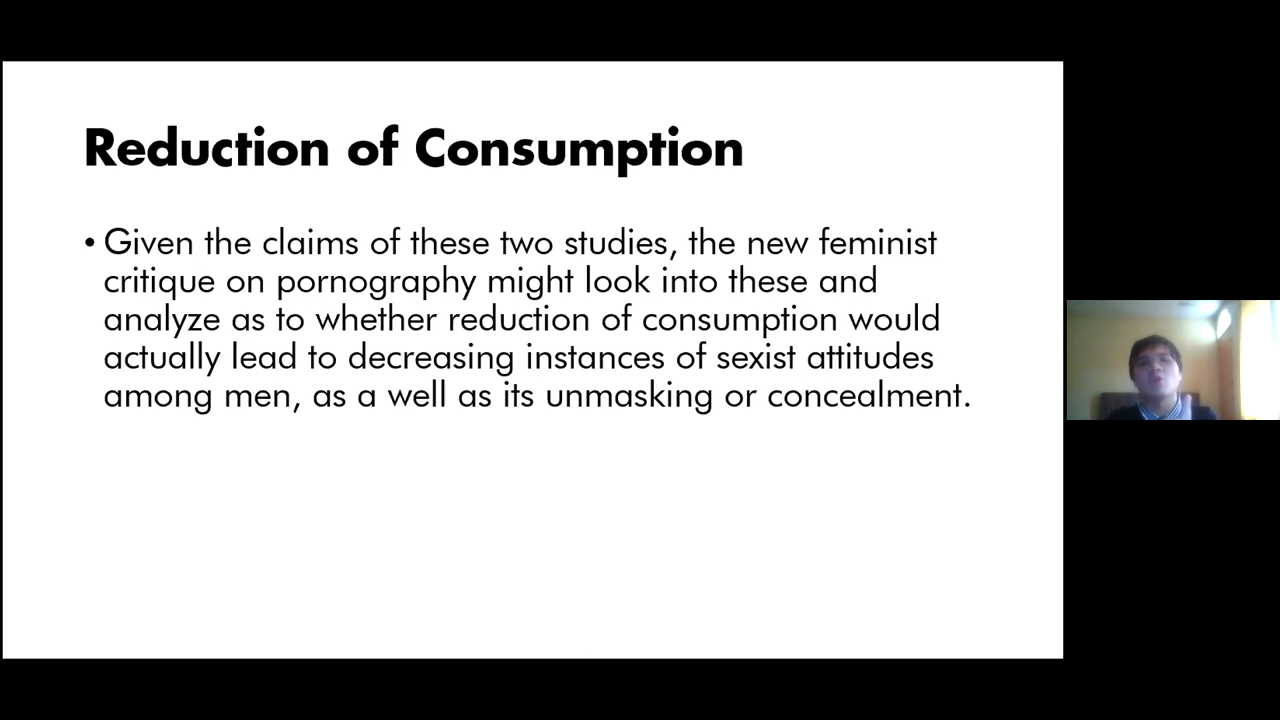 Reduction of Consumption
• Given the claims of these two studies, the new feminist
critique on pornography might look into these and
analyze as to whether reduction of consumption would
actually lead to decreasing instances of sexist attitudes
among men, as a well as its unmasking or concealment.